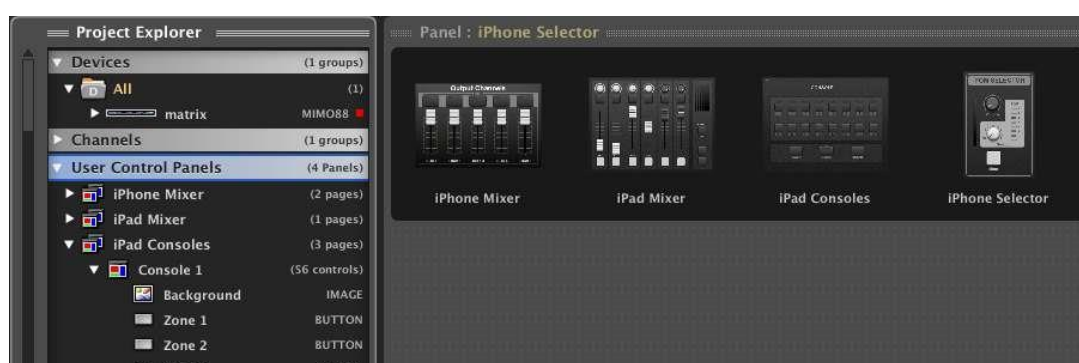 Project Explorer
Devices (1 groups)
All (1)
matrix MIMO88
Channels (1 groups)
User Control Panels (4 Panels)
iPhone Mixer (2 pages)
iPad Mixer (1 pages)
iPad Consoles (3 pages)
Console 1 (56 controls)
Background IMAGE
Zone 1 BUTTON
Zone 2 BUTTON
Panel : iPhone Selector
Output Channels
iPhone Mixer
iPad Mixer
iPad Consoles
iPhone Selector